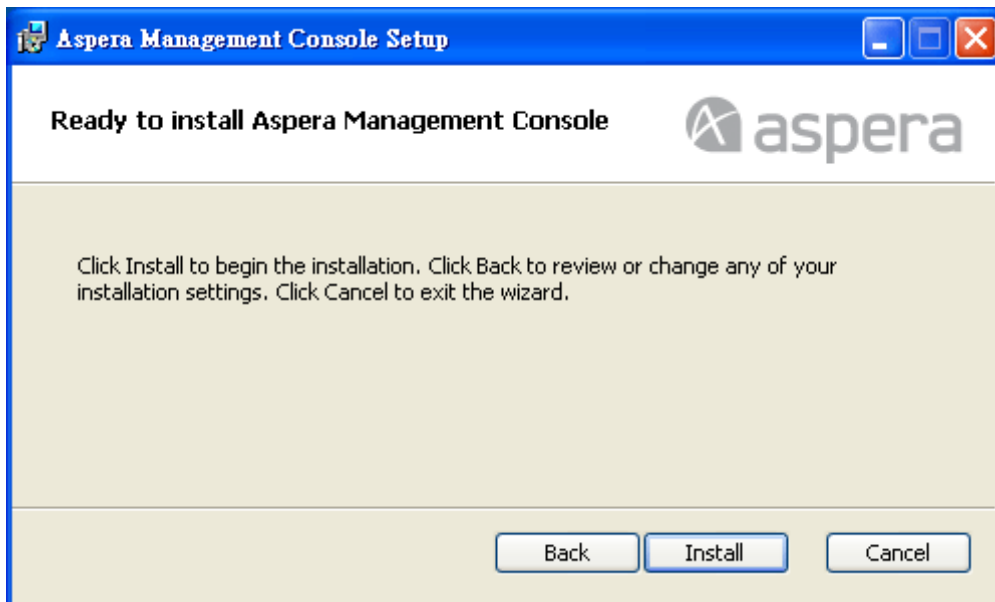 Aspera Management Console Setup
Ready to install Aspera Management Console
aspera
Click Install to begin the installation. Click Back to review or change any of your
installation settings. Click Cancel to exit the wizard.
Back Install Cancel